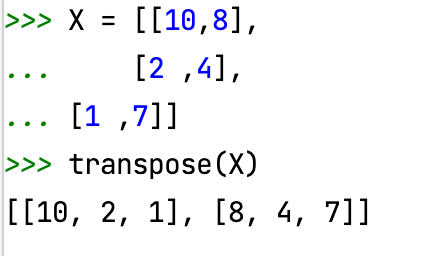 >>> X = [[10,8],
...     [2 ,4],
... [1 ,7]]
>>> transpose(X)
[[10, 2, 1], [8, 4, 7]]